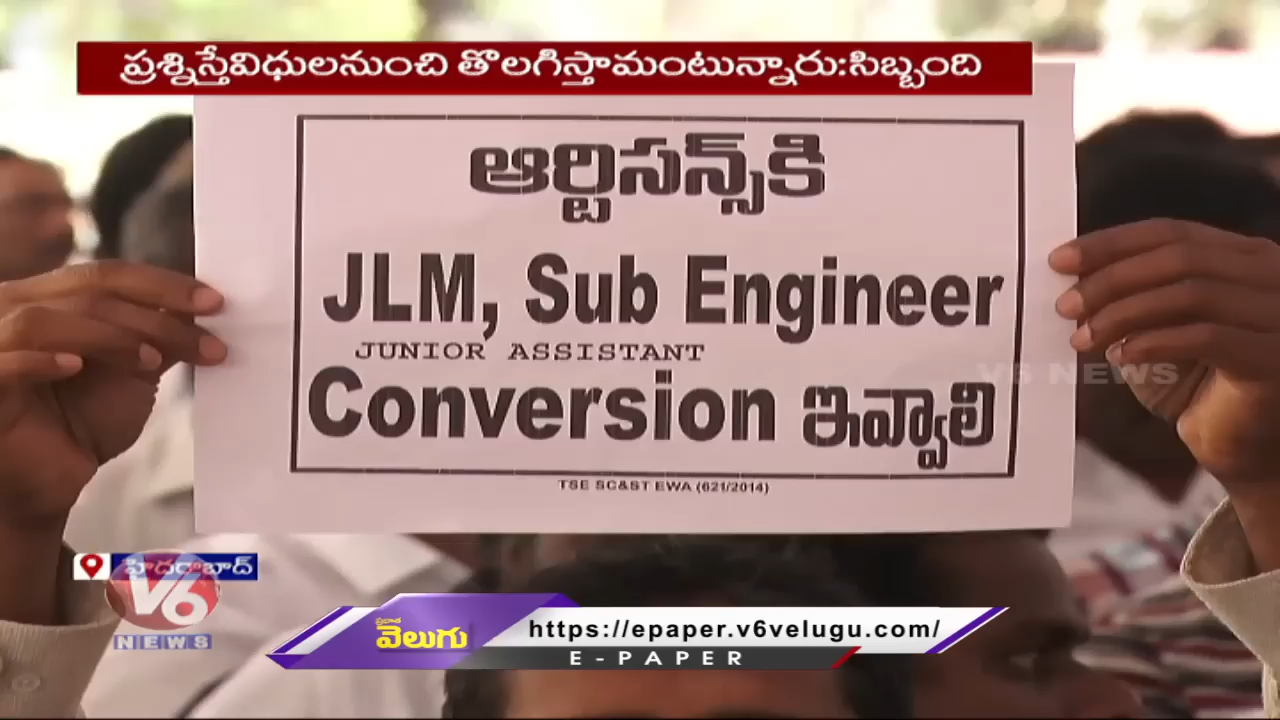 ప్రశ్నిస్తేవిధులనుంచి తొలగిస్తామంటున్నారు:సిబ్బంది
ఆర్టిసన్స్‌కి
JLM, Sub Engineer
JUNIOR ASSISTANT
Conversion ఇవ్వాలి
TSE SC&ST EWA (621/2014)
V6 NEWS
హైదరాబాద్
V6
NEWS
ప్రభాత
వెలుగు
https://epaper.v6velugu.com/
E-PAPER